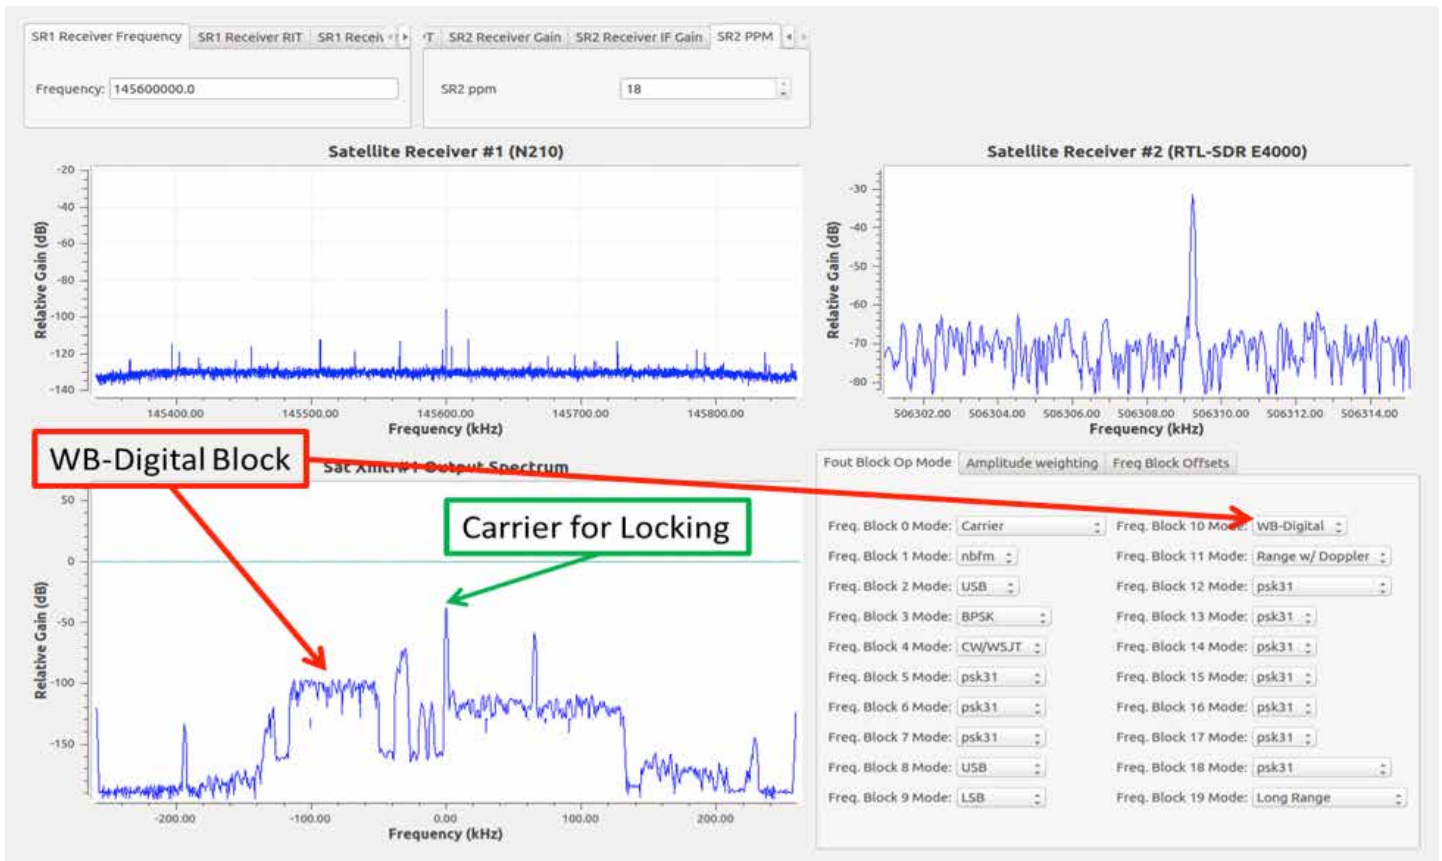 SR1 Receiver Frequency SR1 Receiver RIT SR1 Receiv
T SR2 Receiver Gain SR2 Receiver IF Gain SR2 PPM
Frequency: 145600000.0
SR2 ppm 18
Satellite Receiver #1 (N210)
-20
-40
-60
-80
-100
-120
-140
Relative Gain (dB)
145400.00 145500.00 145600.00 145700.00 145800.00
Frequency (kHz)
Satellite Receiver #2 (RTL-SDR E4000)
-30
-40
-50
-60
-70
-80
Relative Gain (dB)
506302.00 506304.00 506306.00 506308.00 506310.00 506312.00 506314.00
Frequency (kHz)
WB-Digital Block
Sat Xmtr#1 Output Spectrum
Carrier for Locking
50
0
-50
-100
-150
Relative Gain (dB)
-200.00 -100.00 0.00 100.00 200.00
Frequency (kHz)
Fout Block Op Mode Amplitude weighting Freq Block Offsets
Freq. Block 0 Mode: Carrier Freq. Block 10 Mode: WB-Digital
Freq. Block 1 Mode: nbfm Freq. Block 11 Mode: Range w/ Doppler
Freq. Block 2 Mode: USB Freq. Block 12 Mode: psk31
Freq. Block 3 Mode: BPSK Freq. Block 13 Mode: psk31
Freq. Block 4 Mode: CW/WSJT Freq. Block 14 Mode: psk31
Freq. Block 5 Mode: psk31 Freq. Block 15 Mode: psk31
Freq. Block 6 Mode: psk31 Freq. Block 16 Mode: psk31
Freq. Block 7 Mode: psk31 Freq. Block 17 Mode: psk31
Freq. Block 8 Mode: USB Freq. Block 18 Mode: psk31
Freq. Block 9 Mode: LSB Freq. Block 19 Mode: Long Range